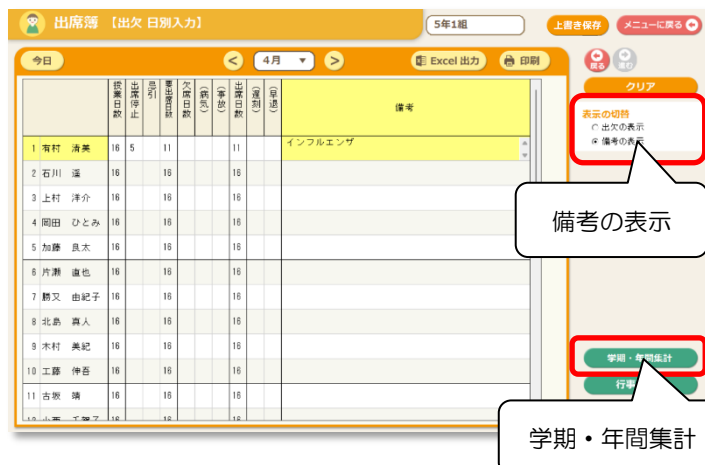 出席簿 【出欠 日別入力】 5年1組 上書き保存 メニューに戻る
今日 < 4月 ▼ > Excel 出力 印刷 戻る 進む
クリア
授業日数 出席停止 忌引 要出席日数 欠席日数 (病気) (事故) 出席日数 (遅刻) (早退) 備考
表示の切替
出欠の表示
備考の表示
1 有村 清美 16 5 11 11 インフルエンザ
2 石川 遥 16 16 16
3 上村 洋介 16 16 16
4 岡田 ひとみ 16 16 16
5 加藤 良太 16 16 16
6 片瀬 直也 16 16 16
7 勝又 由紀子 16 16 16
8 北島 真人 16 16 16
9 木村 美紀 16 16 16
10 工藤 伸吾 16 16 16
11 古坂 晴 16 16 16
備考の表示
学期・年間集計
行事
学期・年間集計